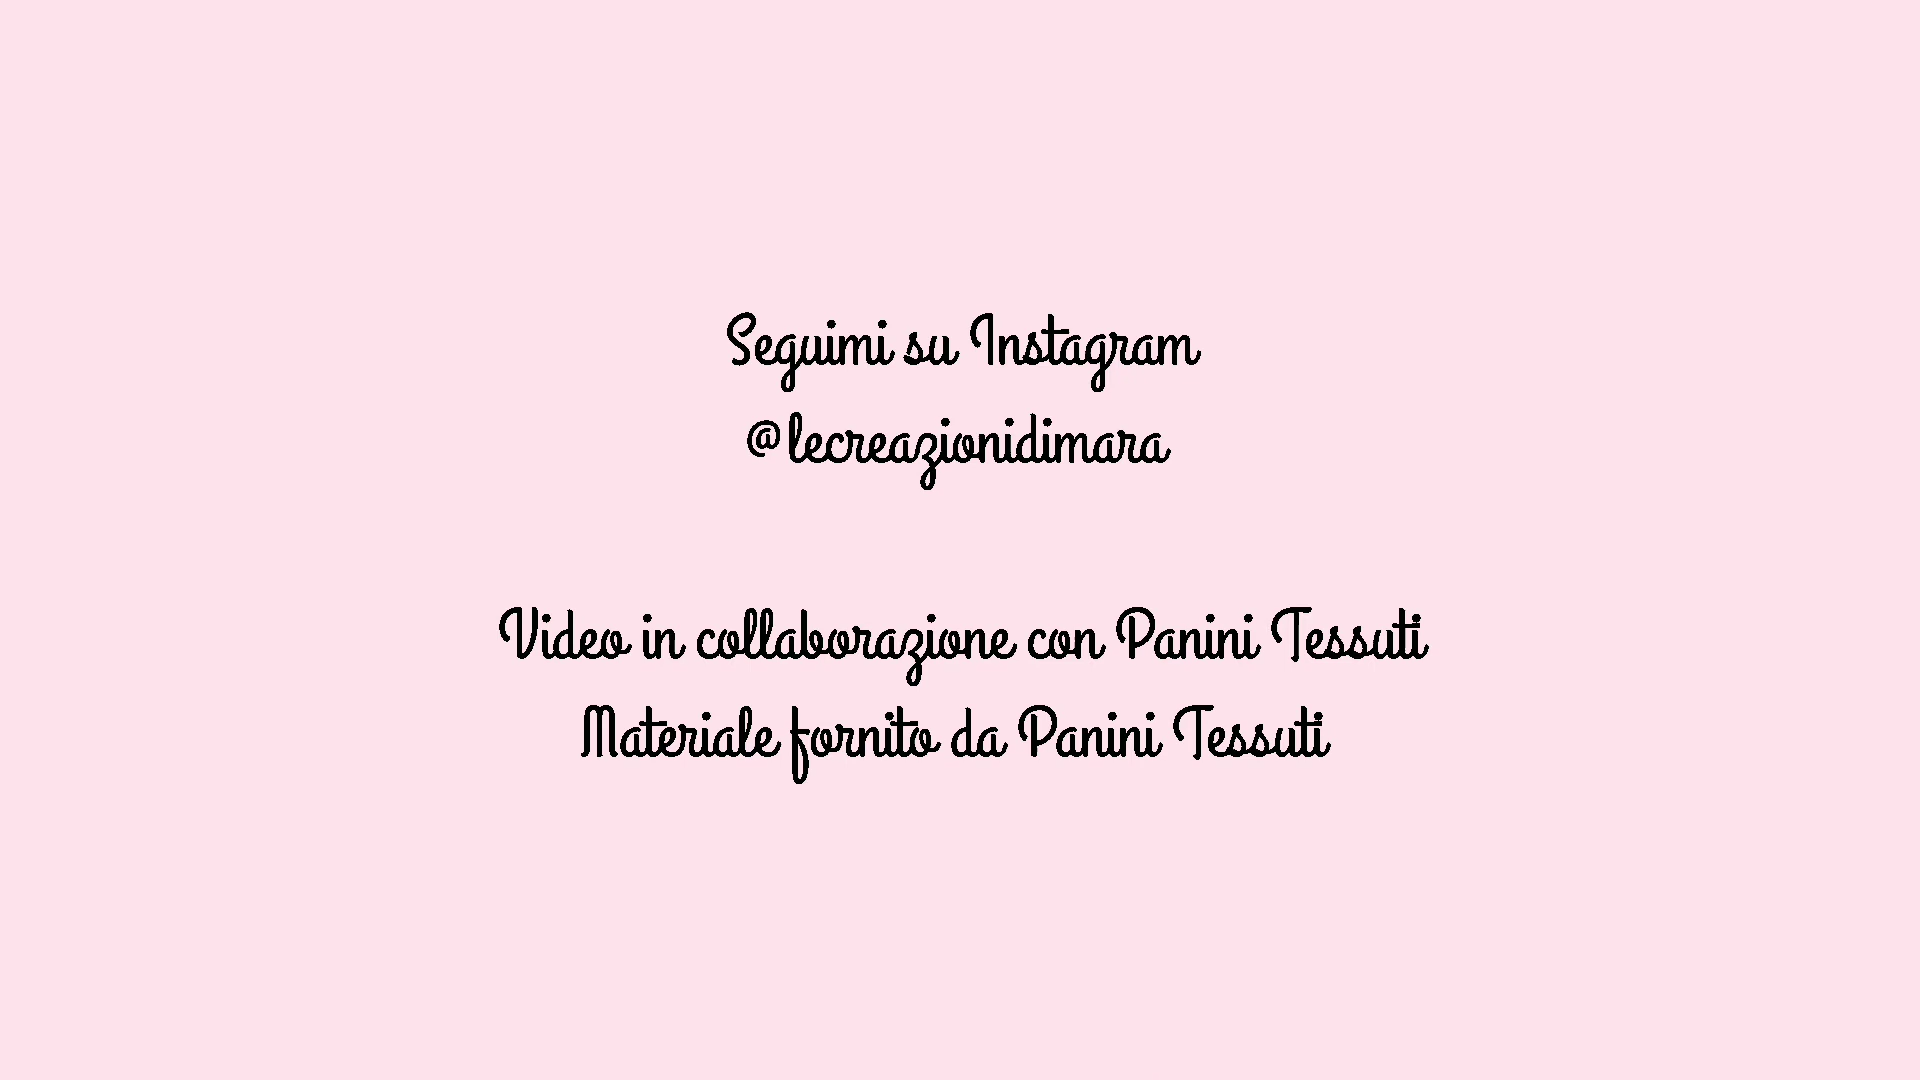 Seguimi su Instagram
@lecreazionidimara
Video in collaborazione con Panini Tessuti
Materiale fornito da Panini Tessuti